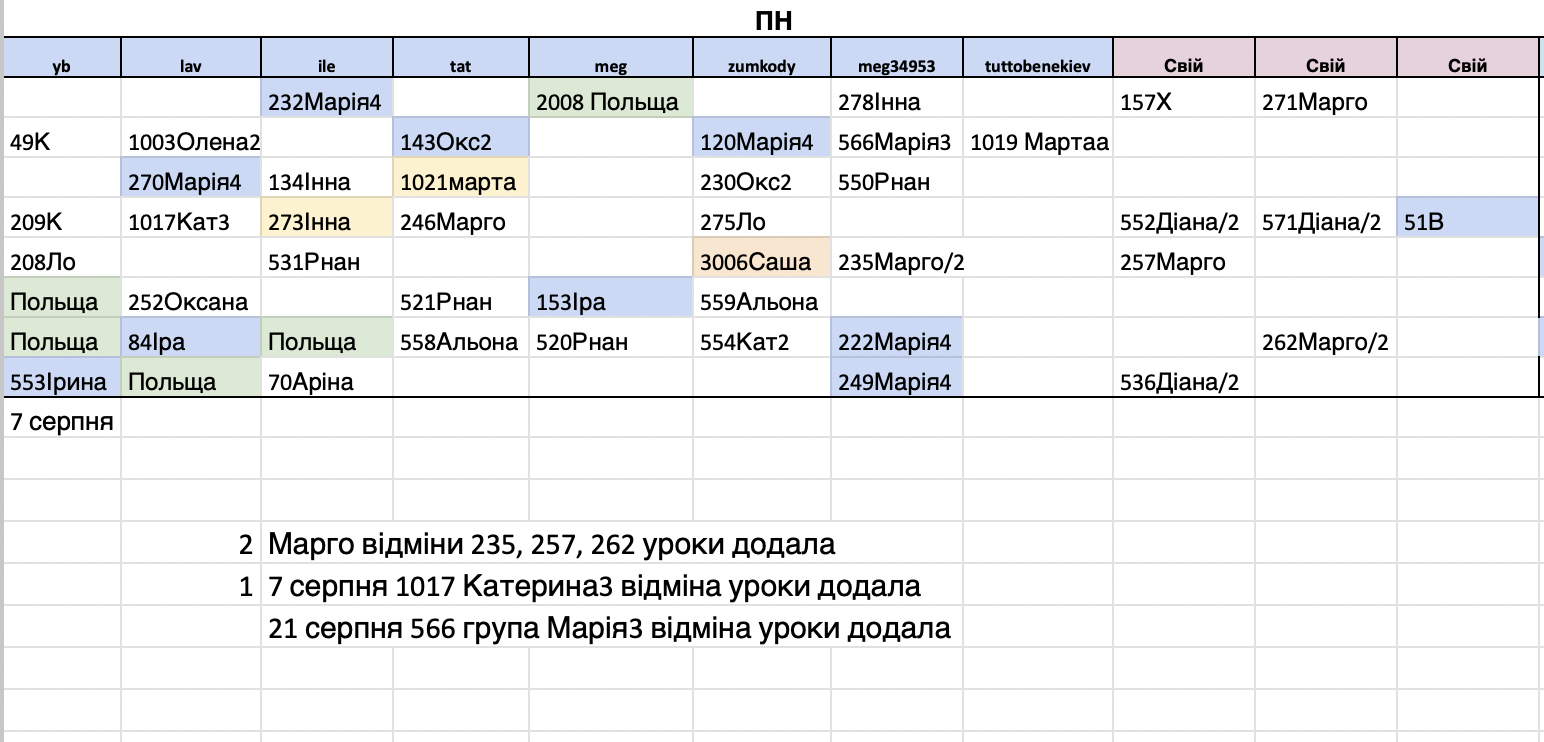 ПН
yb lav ile tat meg zumkody meg34953 tuttobenekiev Свій Свій Свій
232Марія4 2008 Польща 278Інна 157Х 271Марго
49К 1003Олена2 143Окс2 120Марія4 566Марія3 1019 Мартаа
270Марія4 134Інна 1021марта 230Окс2 550Рнан
209К 1017Кат3 273Інна 246Марго 275Ло 552Діана/2 571Діана/2 51В
208Ло 531Рнан 3006Саша 235Марго/2 257Марго
Польща 252Оксана 521Рнан 153Іра 559Альона
Польща 84Іра Польща 558Альона 520Рнан 554Кат2 222Марія4 262Марго/2
553Ірина Польща 70Аріна 249Марія4 536Діана/2
7 серпня
2 Марго відміни 235, 257, 262 уроки додала
1 7 серпня 1017 Катерина3 відміна уроки додала
21 серпня 566 група Марія3 відміна уроки додала